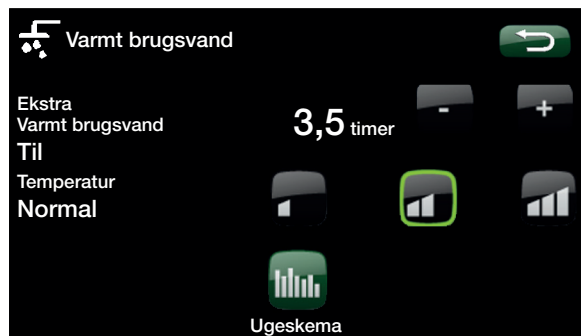 Varmt brugsvand
Ekstra
Varmt brugsvand
3,5 timer
- +
Til
Temperatur
Normal
Ugeskema